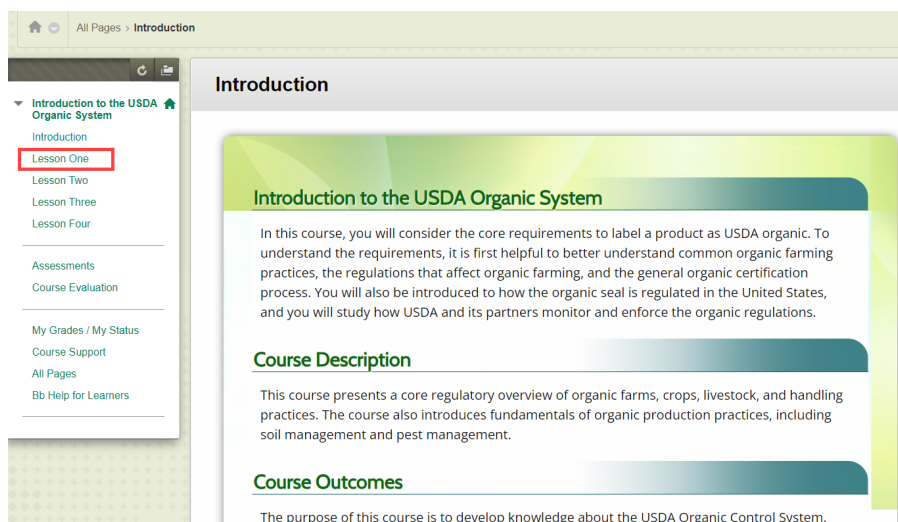 All Pages > Introduction
Introduction to the USDA
Organic System
Introduction
Lesson One
Lesson Two
Lesson Three
Lesson Four
Assessments
Course Evaluation
My Grades / My Status
Course Support
All Pages
Bb Help for Learners
Introduction
Introduction to the USDA Organic System
In this course, you will consider the core requirements to label a product as USDA organic. To
understand the requirements, it is first helpful to better understand common organic farming
practices, the regulations that affect organic farming, and the general organic certification
process. You will also be introduced to how the organic seal is regulated in the United States,
and you will study how USDA and its partners monitor and enforce the organic regulations.
Course Description
This course presents a core regulatory overview of organic farms, crops, livestock, and handling
practices. The course also introduces fundamentals of organic production practices, including
soil management and pest management.
Course Outcomes
The purpose of this course is to develop knowledge about the USDA Organic Control System.